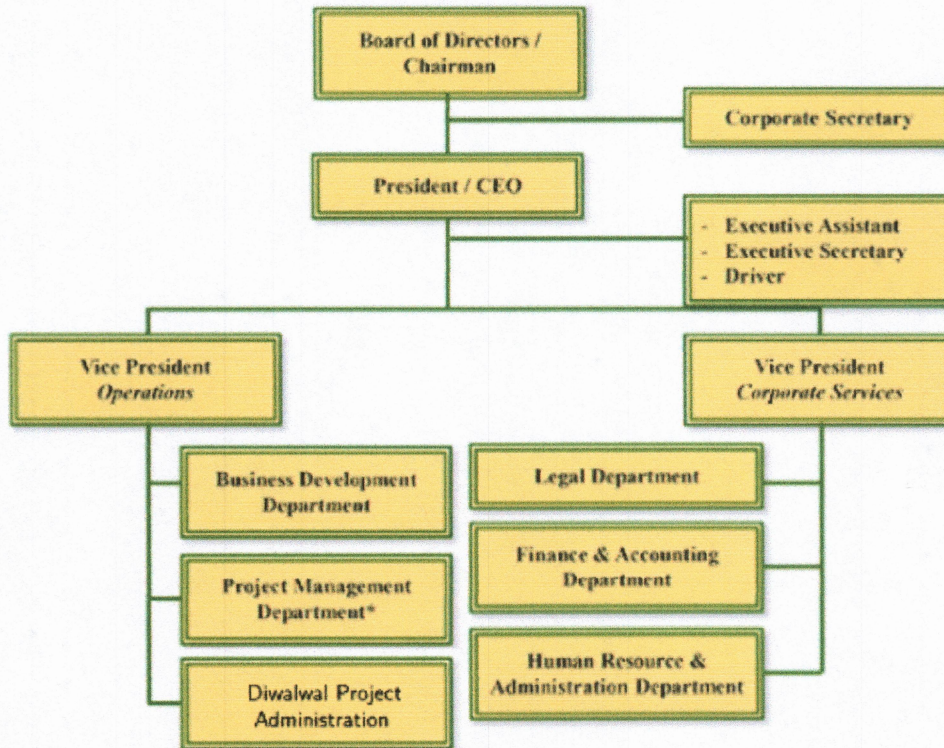 Board of Directors /
Chairman
Corporate Secretary
President / CEO
- Executive Assistant
- Executive Secretary
- Driver
Vice President
Operations
Vice President
Corporate Services
Business Development
Department
Legal Department
Project Management
Department*
Finance & Accounting
Department
Diwalwal Project
Administration
Human Resource &
Administration Department